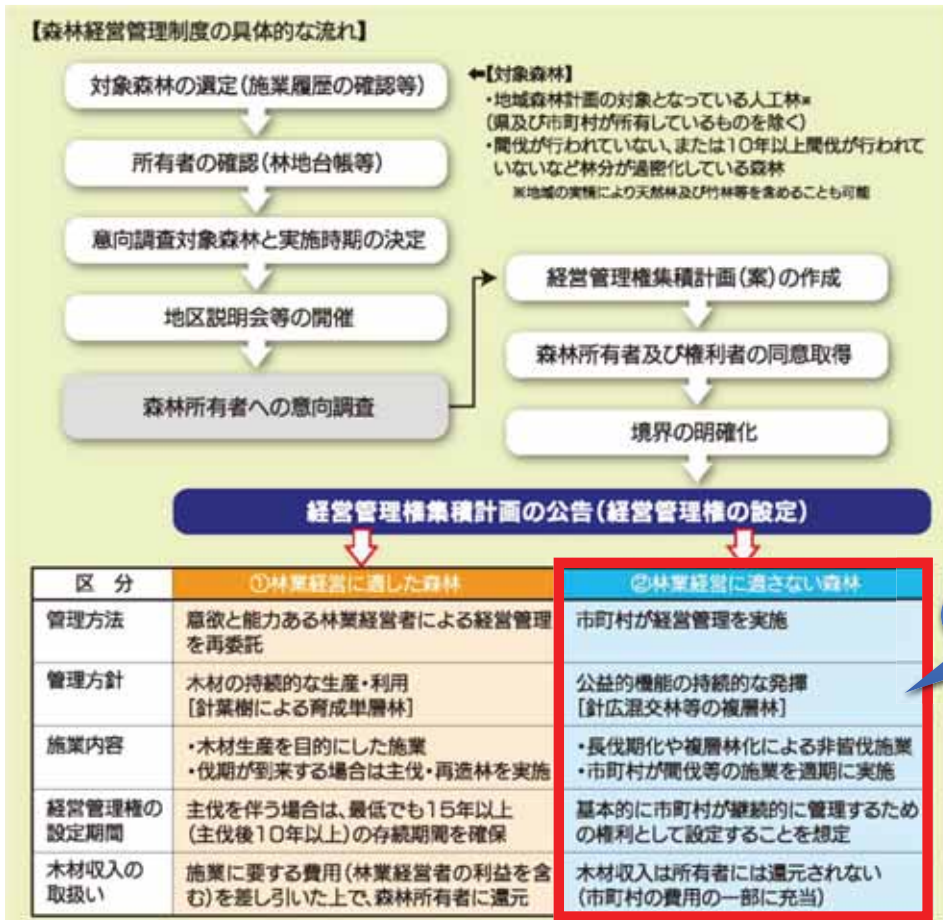 【森林経営管理制度の具体的な流れ】
対象森林の選定(施業履歴の確認等)
所有者の確認(林地台帳等)
意向調査対象森林と実施時期の決定
地区説明会等の開催
森林所有者への意向調査
⬅【対象森林】
・地域森林計画の対象となっている人工林※
(県及び市町村が所有しているものを除く)
・間伐が行われていない、または10年以上間伐が行われて
いないなど林分が過密化している森林
※地域の実情により天然林及び竹林等を含めることも可能
経営管理権集積計画(案)の作成
森林所有者及び権利者の同意取得
境界の明確化
経営管理権集積計画の公告(経営管理権の設定)
区 分
①林業経営に適した森林
②林業経営に適さない森林
管理方法
意欲と能力ある林業経営者による経営管理
を再委託
市町村が経営管理を実施
管理方針
木材の持続的な生産・利用
[針葉樹による育成単層林]
公益的機能の持続的な発揮
[針広混交林等の複層林]
施業内容
・木材生産を目的にした施業
・伐期が到来する場合は主伐・再造林を実施
・長伐期化や複層林化による非皆伐施業
・市町村が間伐等の施業を適期に実施
経営管理権の
設定期間
主伐を伴う場合は、最低でも15年以上
(主伐後10年以上)の存続期間を確保
基本的に市町村が継続的に管理するため
の権利として設定することを想定
木材収入の
取扱い
施業に要する費用(林業経営者の利益を含
む)を差し引いた上で、森林所有者に還元
木材収入は所有者には還元されない
(市町村の費用の一部に充当)